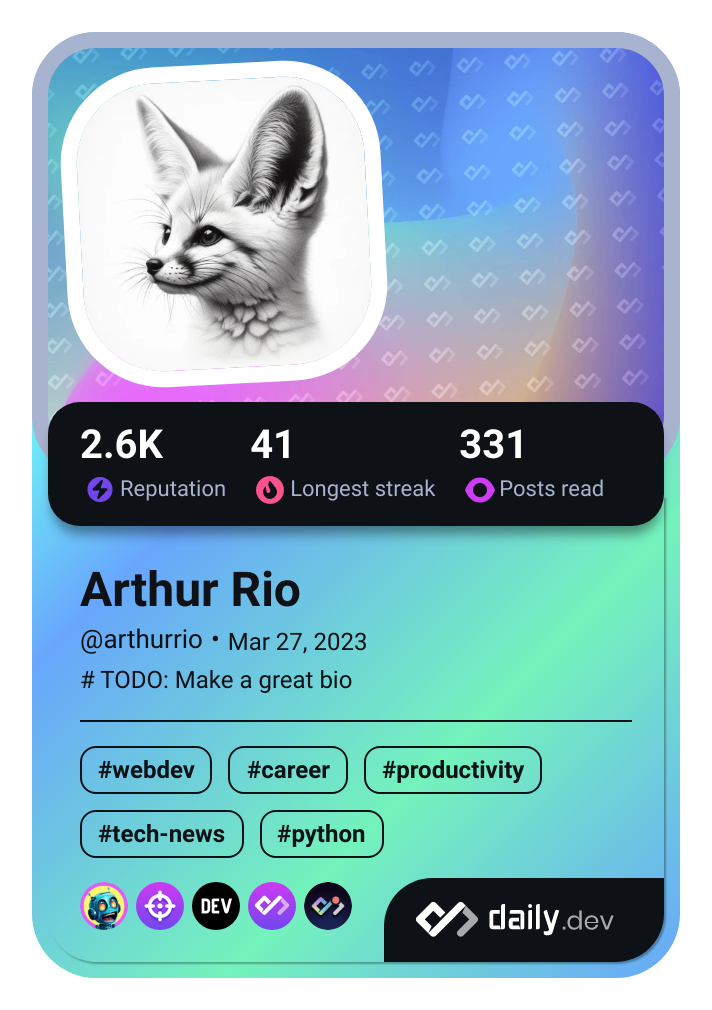 2.6K 41 331
Reputation Longest streak Posts read
Arthur Rio
@arthurrio • Mar 27, 2023
# TODO: Make a great bio
#webdev #career #productivity
#tech-news #python
DEV
daily.dev